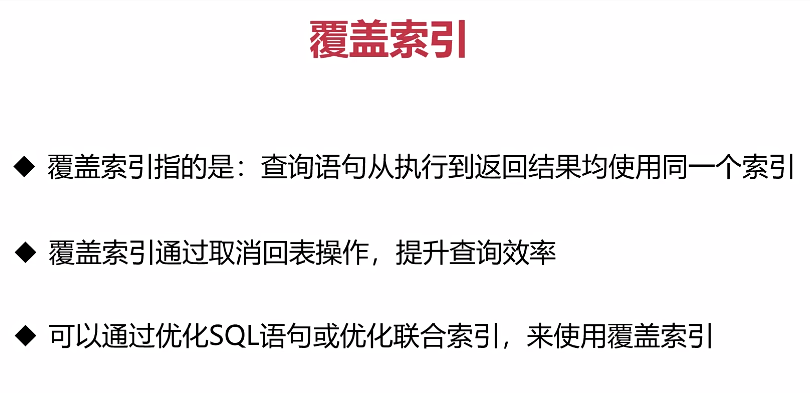 覆盖索引
◆ 覆盖索引指的是：查询语句从执行到返回结果均使用同一个索引
◆ 覆盖索引通过取消回表操作，提升查询效率
◆ 可以通过优化SQL语句或优化联合索引，来使用覆盖索引